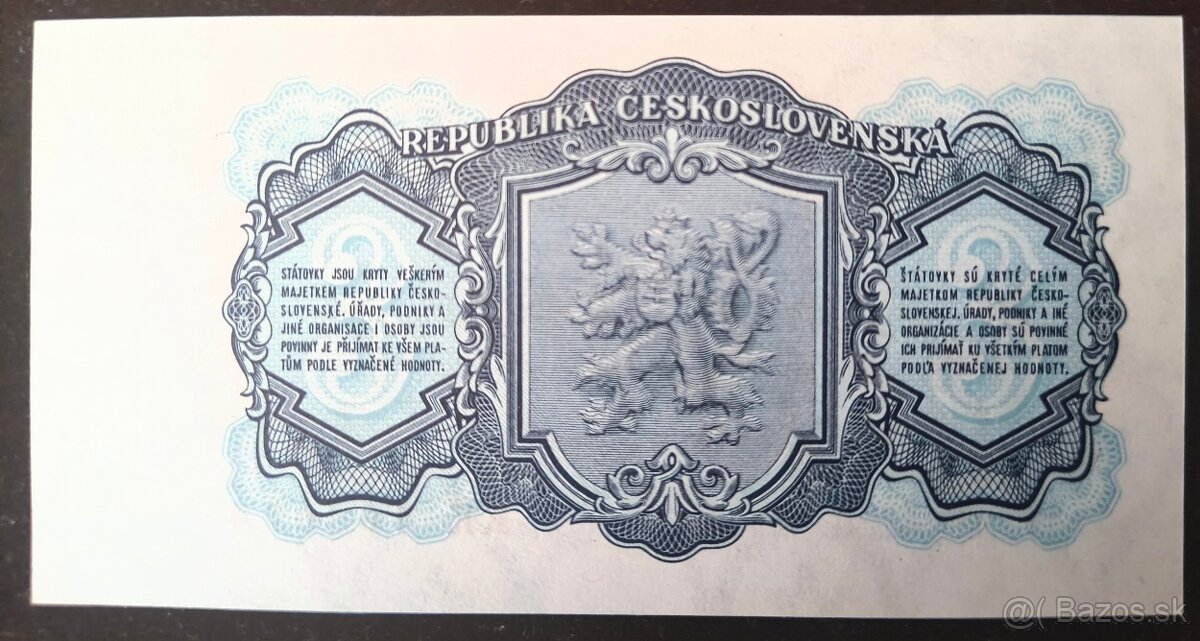 REPUBLIKA ČESKOSLOVENSKÁ
3
STÁTOVKY JSOU KRYTY VEŠKERÝM
MAJETKEM REPUBLIKY ČESKO-
SLOVENSKÉ. ÚŘADY, PODNIKY A
JINÉ ORGANISACE I OSOBY JSOU
POVINNY JE PŘIJÍMAT KE VŠEM PLA-
TŮM PODLE VYZNAČENÉ HODNOTY.
3
ŠTÁTOVKY SÚ KRYTÉ CELÝM
MAJETKOM REPUBLIKY ČESKO-
SLOVENSKEJ. ÚRADY, PODNIKY A INÉ
ORGANIZÁCIE A OSOBY SÚ POVINNÉ
ICH PRIJÍMAŤ KU VŠETKÝM PLATOM
PODĽA VYZNAČENEJ HODNOTY.
@( Bazos.sk